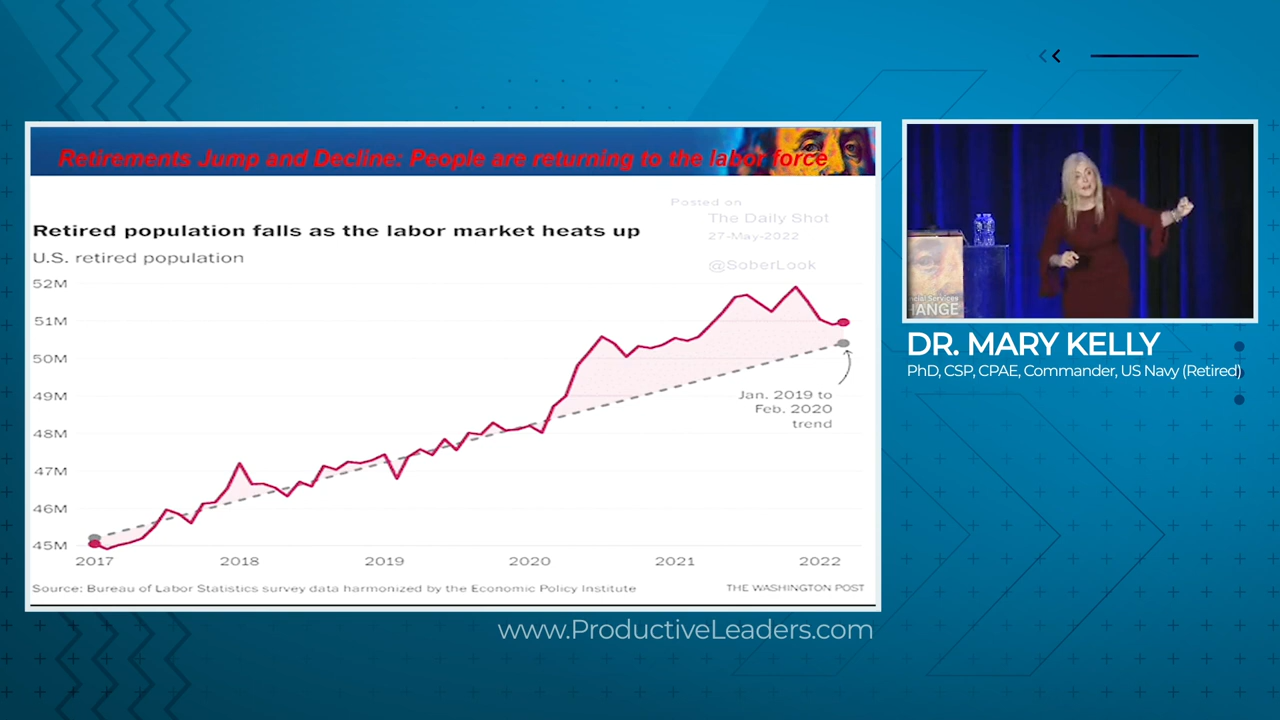 Retirements Jump and Decline: People are returning to the labor force
Posted on
The Daily Shot
27-May-2022
@SoberLook
Retired population falls as the labor market heats up
U.S. retired population
52M
51M
50M
49M
48M
47M
46M
45M
Jan. 2019 to
Feb. 2020
trend
2017 2018 2019 2020 2021 2022
Source: Bureau of Labor Statistics survey data harmonized by the Economic Policy Institute
THE WASHINGTON POST
www.ProductiveLeaders.com
ncial Services
HANGE
DR. MARY KELLY
PhD, CSP, CPAE, Commander, US Navy (Retired)